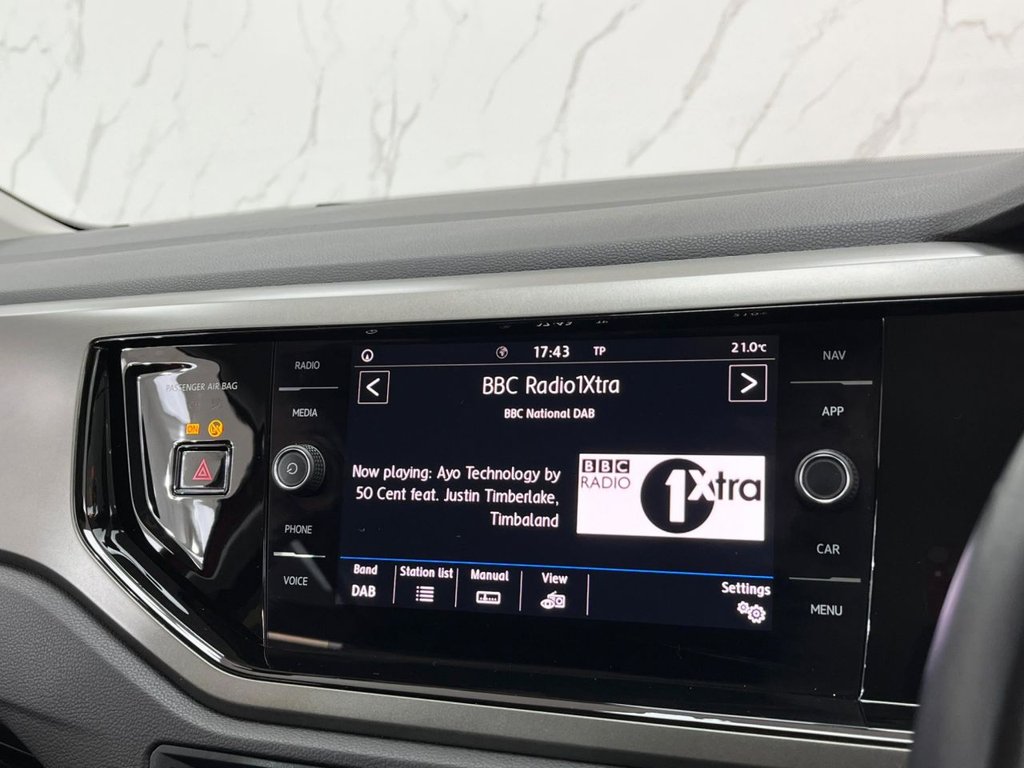 PASSENGER AIR BAG
RADIO
MEDIA
PHONE
VOICE
17:43 TP 21.0°C
BBC Radio1Xtra
BBC National DAB
Now playing: Ayo Technology by
50 Cent feat. Justin Timberlake,
Timbaland
BBC
RADIO
1Xtra
Band
DAB
Station list
Manual
View
Settings
NAV
APP
CAR
MENU